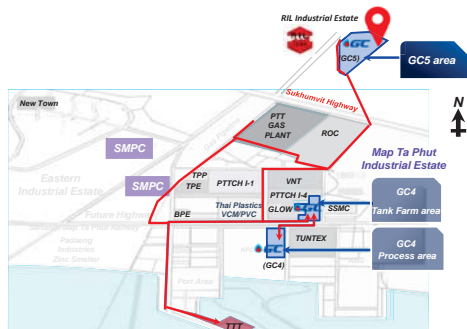 RIL Industrial Estate
GC
(GC5)
GC5 area
Sukhumvit Highway
New Town
N
PTT
GAS
PLANT
ROC
SMPC
Map Ta Phut
Industrial Estate
SMPC
Eastern
Industrial Estate
TPP
TPE
PTTCH I-1
VNT
PTTCH I-4
GLOW
GC
SSMC
GC4
Tank Farm area
Future Highway
BPE
Thai Plastics
VCM/PVC
Padaeng
Industries
Zinc Smelter
GC
(GC4)
TUNTEX
GC4
Process area
Port Area
TTT